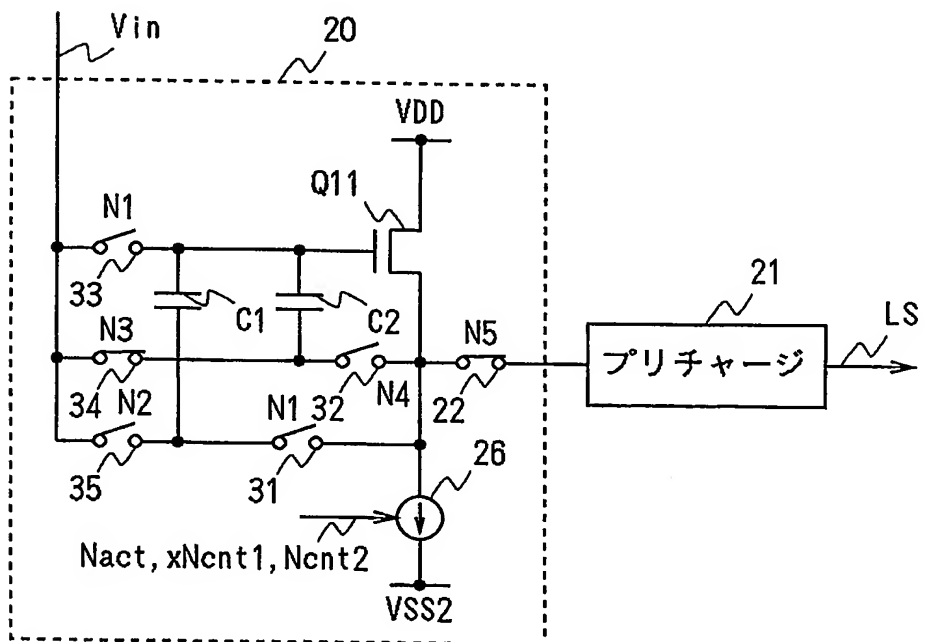 Vin
20
VDD
Q11
N1
33
C1
C2
21
LS
N3
N5
プリチャージ
34
N2
N1
32
N4
22
35
31
26
Nact, xNcnt1, Ncnt2
VSS2